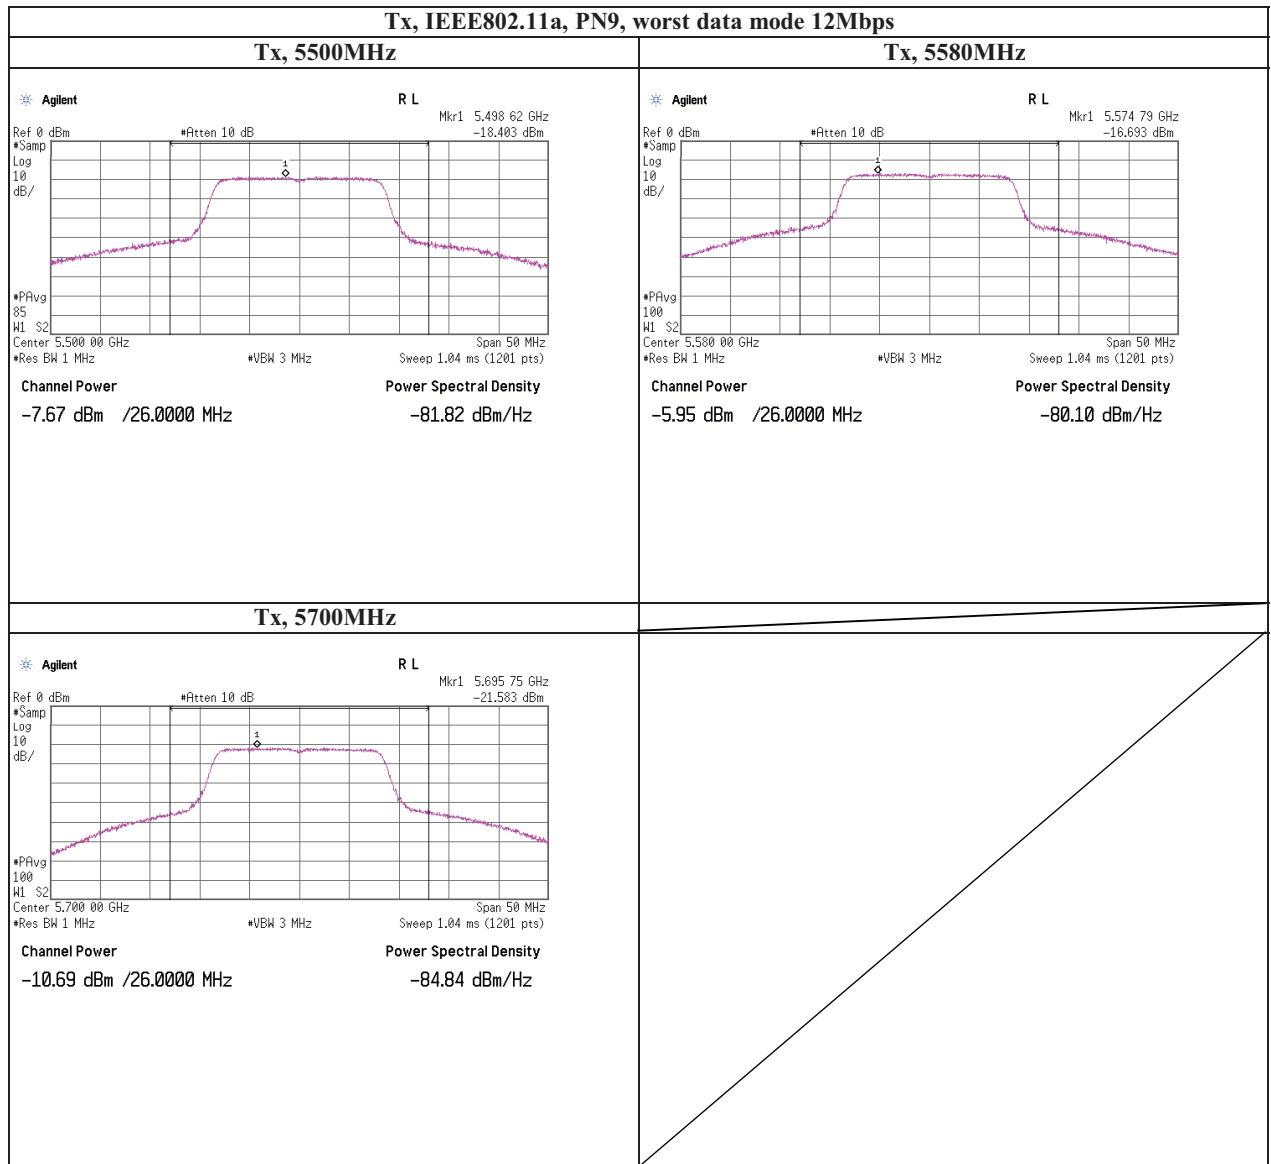 Tx, IEEE802.11a, PN9, worst data mode 12Mbps
Tx, 5500MHz
Tx, 5580MHz
Agilent
R L
Mkr1 5.498 62 GHz
Ref 0 dBm
#Atten 10 dB
-18.403 dBm
#Samp
Log
10
dB/
1
#PAvg
85
W1 S2
Center 5.500 00 GHz
Span 50 MHz
#Res BW 1 MHz
#VBW 3 MHz
Sweep 1.04 ms (1201 pts)
Channel Power
Power Spectral Density
-7.67 dBm /26.0000 MHz
-81.82 dBm/Hz
Agilent
R L
Mkr1 5.574 79 GHz
Ref 0 dBm
#Atten 10 dB
-16.693 dBm
#Samp
Log
10
dB/
1
#PAvg
100
W1 S2
Center 5.580 00 GHz
Span 50 MHz
#Res BW 1 MHz
#VBW 3 MHz
Sweep 1.04 ms (1201 pts)
Channel Power
Power Spectral Density
-5.95 dBm /26.0000 MHz
-80.10 dBm/Hz
Tx, 5700MHz
Agilent
R L
Mkr1 5.695 75 GHz
Ref 0 dBm
#Atten 10 dB
-21.583 dBm
#Samp
Log
10
dB/
1
#PAvg
100
W1 S2
Center 5.700 00 GHz
Span 50 MHz
#Res BW 1 MHz
#VBW 3 MHz
Sweep 1.04 ms (1201 pts)
Channel Power
Power Spectral Density
-10.69 dBm /26.0000 MHz
-84.84 dBm/Hz